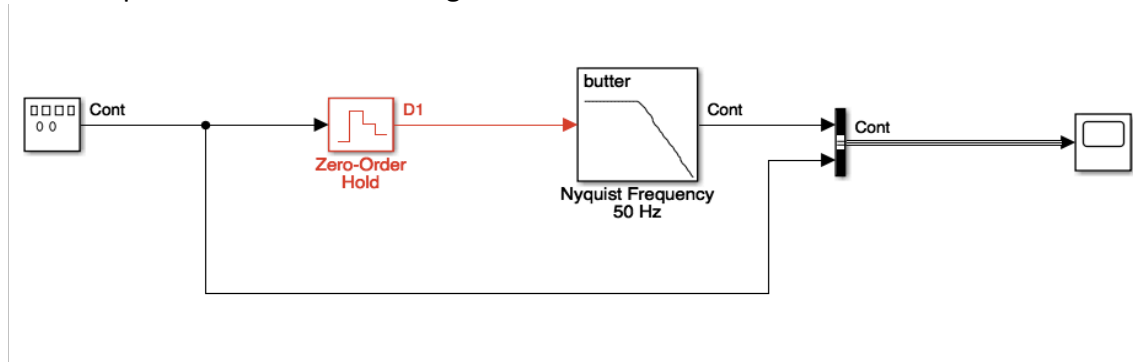 butter
Cont
D1
Cont
Cont
Zero-Order
Hold
Nyquist Frequency
50 Hz